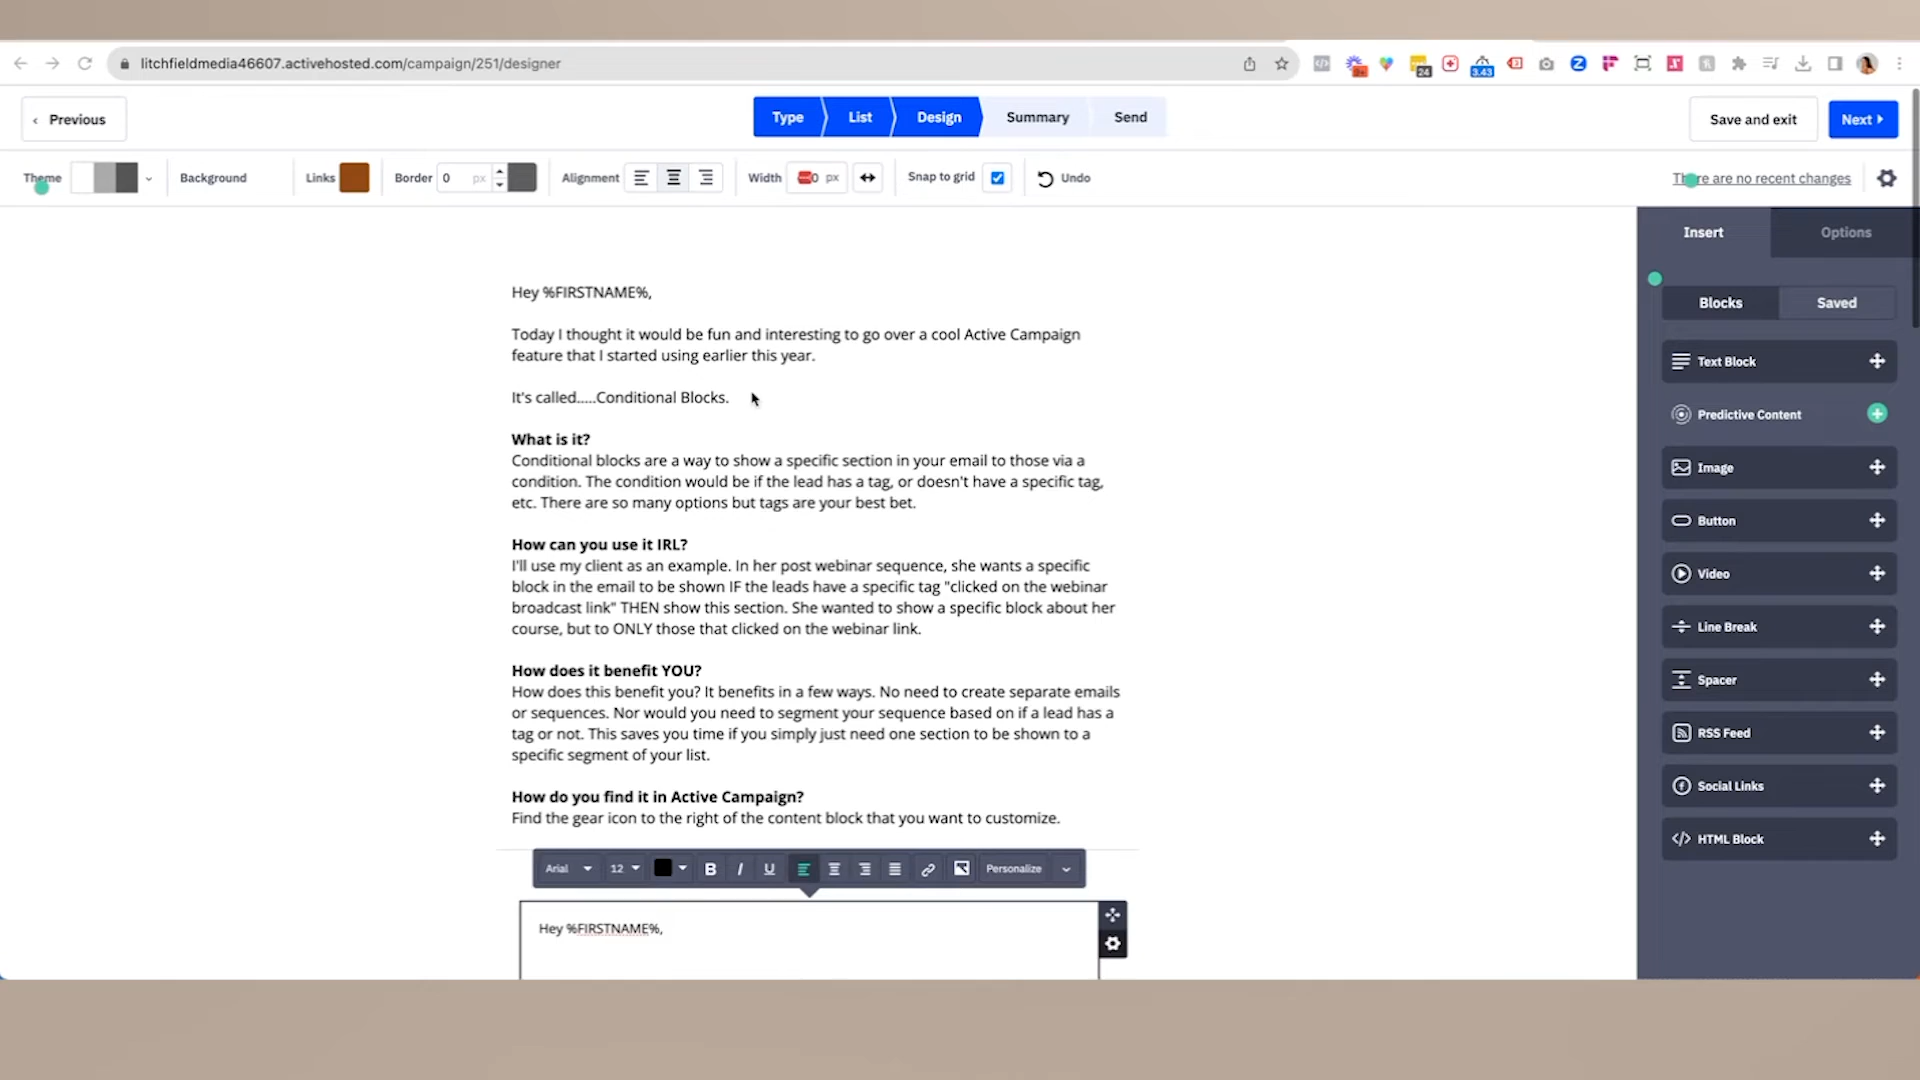 litchfieldmedia46607.activehosted.com/campaign/251/designer
9+
24
3.43
‹ Previous
Type
List
Design
Summary
Send
Save and exit
Next
Theme
Background
Links
Border
0 px
Alignment
Width
0 px
Snap to grid
Undo
There are no recent changes
Insert
Options
Blocks
Saved
Text Block
Predictive Content
Image
Button
Video
Line Break
Spacer
RSS Feed
Social Links
HTML Block
Hey %FIRSTNAME%,
Today I thought it would be fun and interesting to go over a cool Active Campaign
feature that I started using earlier this year.
It's called.....Conditional Blocks.
What is it?
Conditional blocks are a way to show a specific section in your email to those via a
condition. The condition would be if the lead has a tag, or doesn't have a specific tag,
etc. There are so many options but tags are your best bet.
How can you use it IRL?
I'll use my client as an example. In her post webinar sequence, she wants a specific
block in the email to be shown IF the leads have a specific tag "clicked on the webinar
broadcast link" THEN show this section. She wanted to show a specific block about her
course, but to ONLY those that clicked on the webinar link.
How does it benefit YOU?
How does this benefit you? It benefits in a few ways. No need to create separate emails
or sequences. Nor would you need to segment your sequence based on if a lead has a
tag or not. This saves you time if you simply just need one section to be shown to a
specific segment of your list.
How do you find it in Active Campaign?
Find the gear icon to the right of the content block that you want to customize.
Arial
12
B
I
U
Personalize
Hey %FIRSTNAME%,